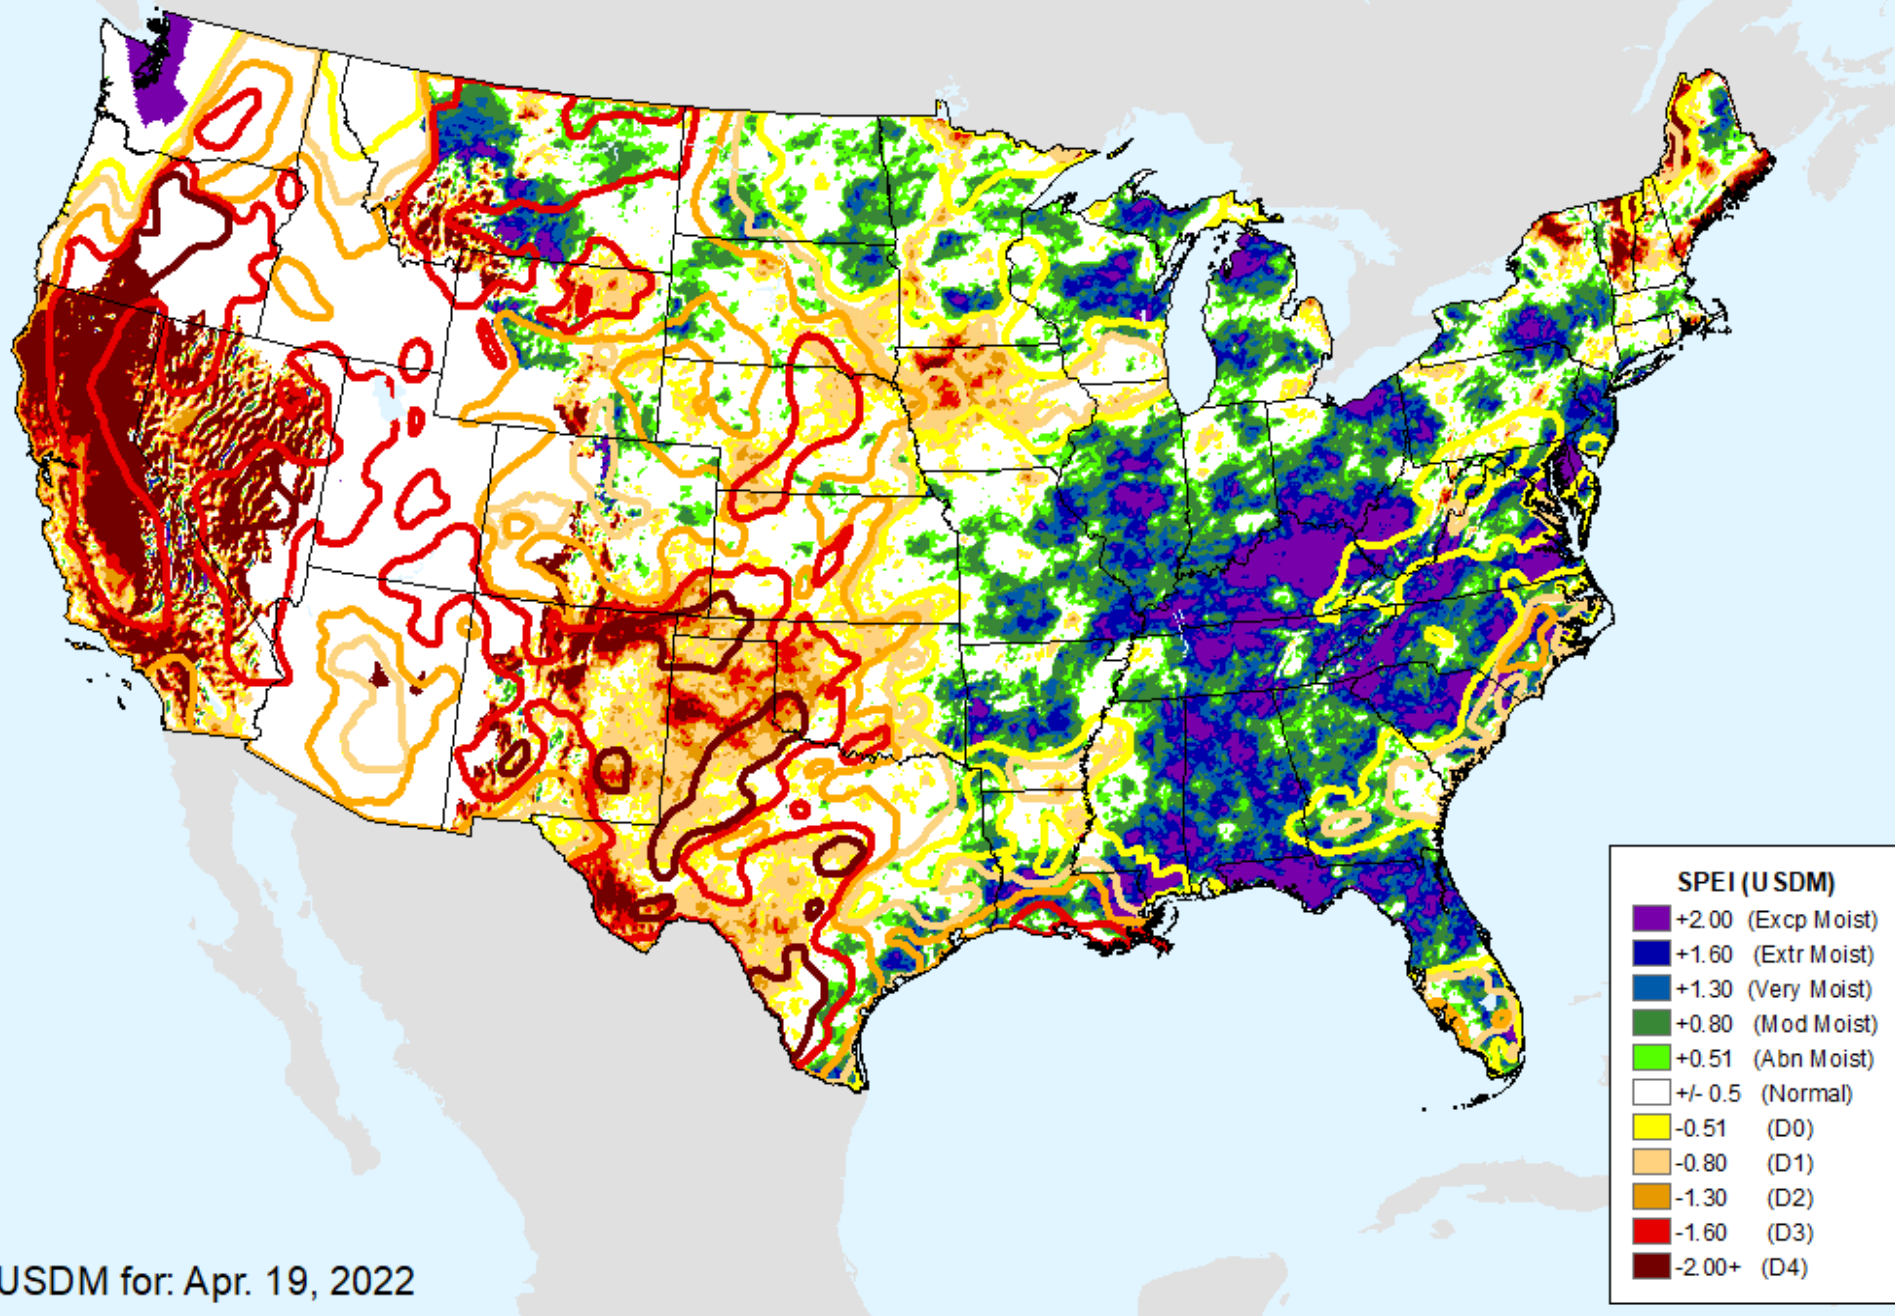 SPEI (USDM)
+2.00 (Excp Moist)
+1.60 (Extr Moist)
+1.30 (Very Moist)
+0.80 (Mod Moist)
+0.51 (Abn Moist)
+/- 0.5 (Normal)
-0.51 (D0)
-0.80 (D1)
-1.30 (D2)
-1.60 (D3)
-2.00+ (D4)
USDM for: Apr. 19, 2022